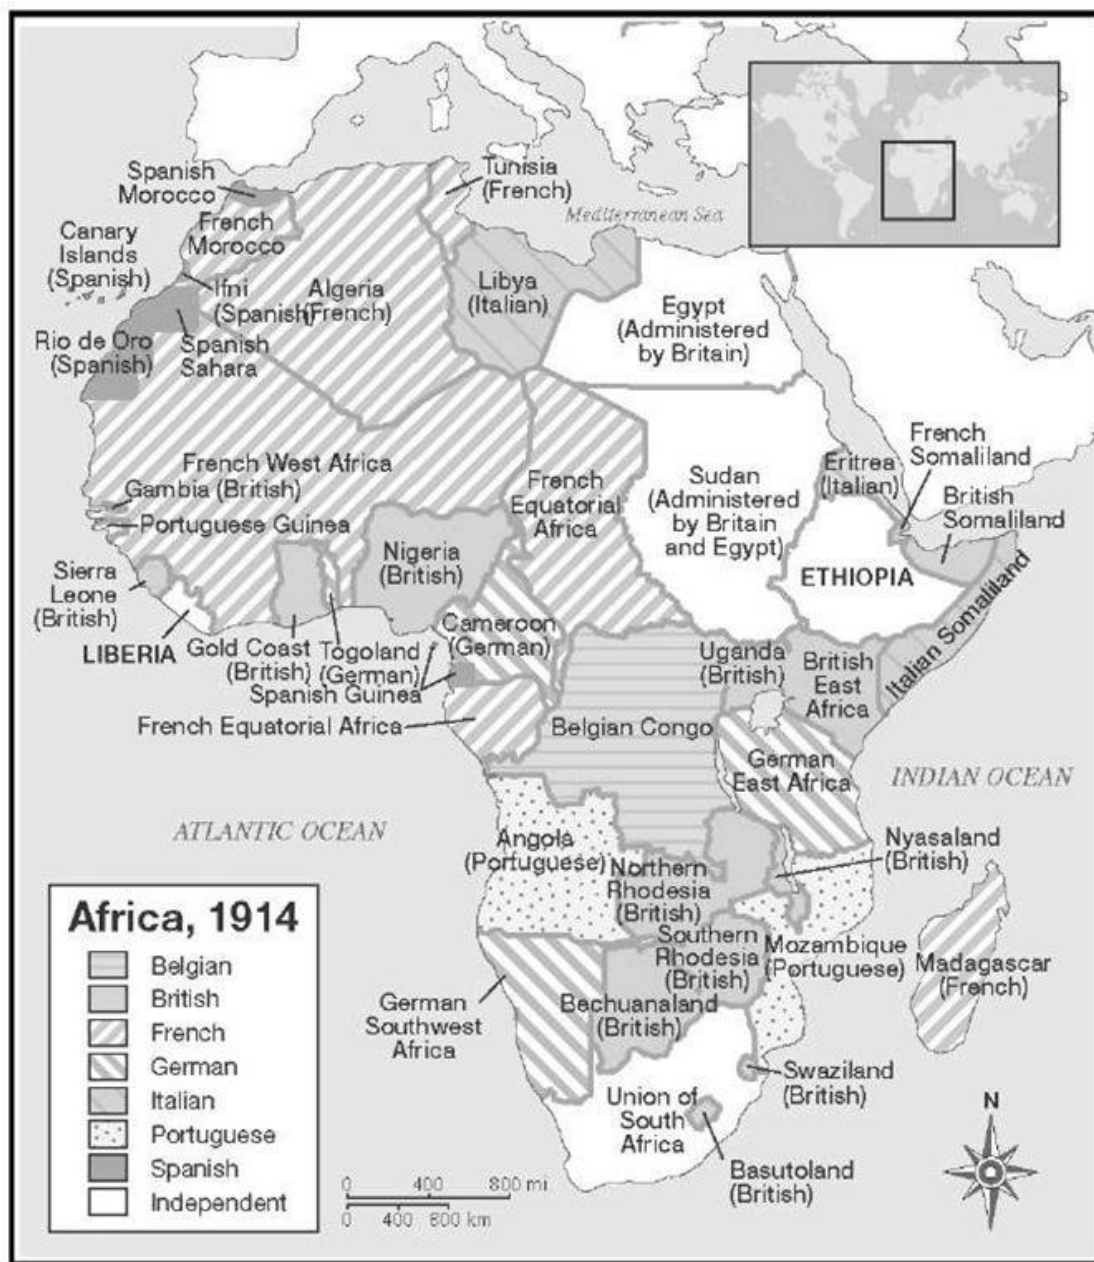 Spanish
Morocco
Tunisia
(French)
Mediterranean Sea
Canary
Islands
(Spanish)
French
Morocco
Ifni
(Spanish)
Algeria
(French)
Libya
(Italian)
Egypt
(Administered
by Britain)
Rio de Oro
(Spanish)
Spanish
Sahara
French
Somaliland
French West Africa
Gambia (British)
Portuguese Guinea
French
Equatorial
Africa
Sudan
(Administered
by Britain
and Egypt)
Eritrea
(Italian)
British
Somaliland
Nigeria
(British)
ETHIOPIA
Sierra
Leone
(British)
LIBERIA
Gold Coast
(British)
Togoland
(German)
Cameroon
(German)
Spanish Guinea
Uganda
(British)
British
East
Africa
Italian Somaliland
French Equatorial Africa
Belgian Congo
German
East Africa
INDIAN OCEAN
ATLANTIC OCEAN
Angola
(Portuguese)
Nyasaland
(British)
Northern
Rhodesia
(British)
Southern
Rhodesia
(British)
Mozambique
(Portuguese)
Madagascar
(French)
German
Southwest
Africa
Bechuanaland
(British)
Swaziland
(British)
Union of
South
Africa
Basutoland
(British)
Africa, 1914
Belgian
British
French
German
Italian
Portuguese
Spanish
Independent
0 400 800 mi
0 400 800 km
N